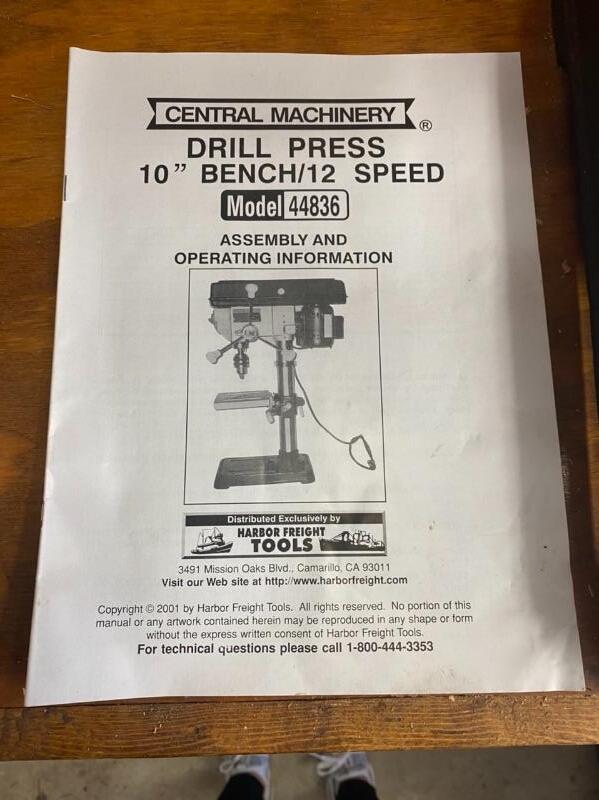 CENTRAL MACHINERY ®
DRILL PRESS
10" BENCH/12 SPEED
Model 44836
ASSEMBLY AND
OPERATING INFORMATION
Distributed Exclusively by
HARBOR FREIGHT
TOOLS
3491 Mission Oaks Blvd., Camarillo, CA 93011
Visit our Web site at http://www.harborfreight.com
Copyright © 2001 by Harbor Freight Tools. All rights reserved. No portion of this
manual or any artwork contained herein may be reproduced in any shape or form
without the express written consent of Harbor Freight Tools.
For technical questions please call 1-800-444-3353